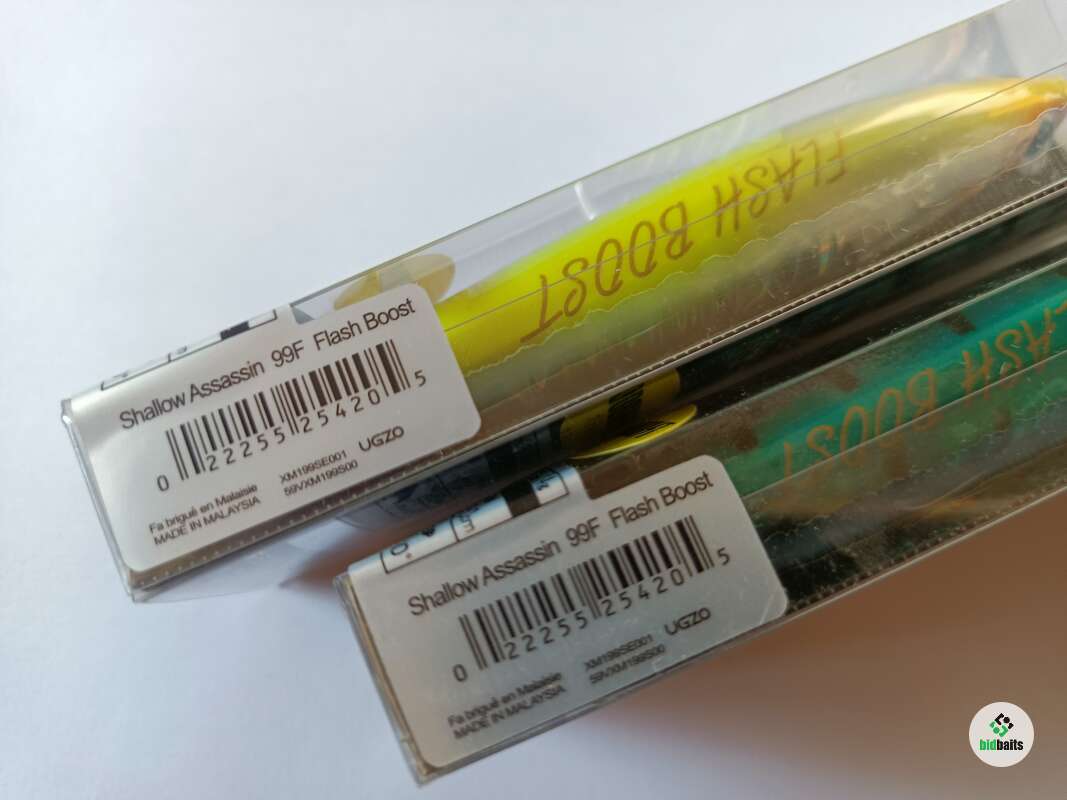 FLASH BOOST
Shallow Assassin 99F Flash Boost
0 22255 25420 5
XM199SE001
59VXM199S00
UGZO
Fa brigué en Malaisie
MADE IN MALAYSIA
FLASH BOOST
Shallow Assassin 99F Flash Boost
0 22255 25420 5
XM199SE001
59VXM199S00
UGZO
Fa brigué en Malaisie
MADE IN MALAYSIA
bidbaits